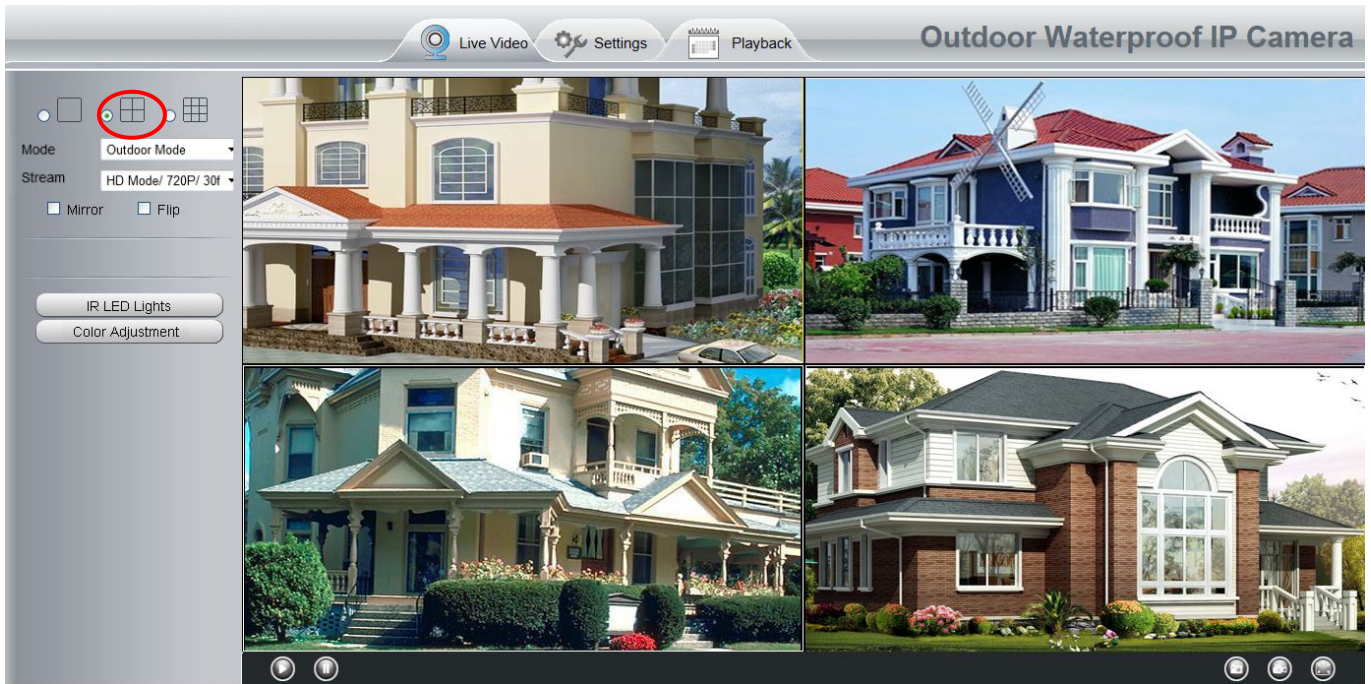 Live Video
Settings
Playback
Outdoor Waterproof IP Camera
Mode
Outdoor Mode
Stream
HD Mode/ 720P/ 30f
Mirror
Flip
IR LED Lights
Color Adjustment